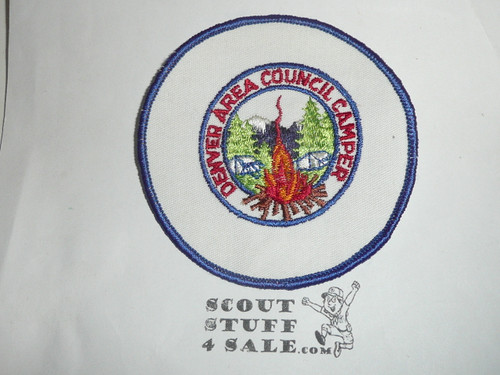 DENVER AREA COUNCIL CAMPER
SCOUT
STUFF
4 SALE.COM